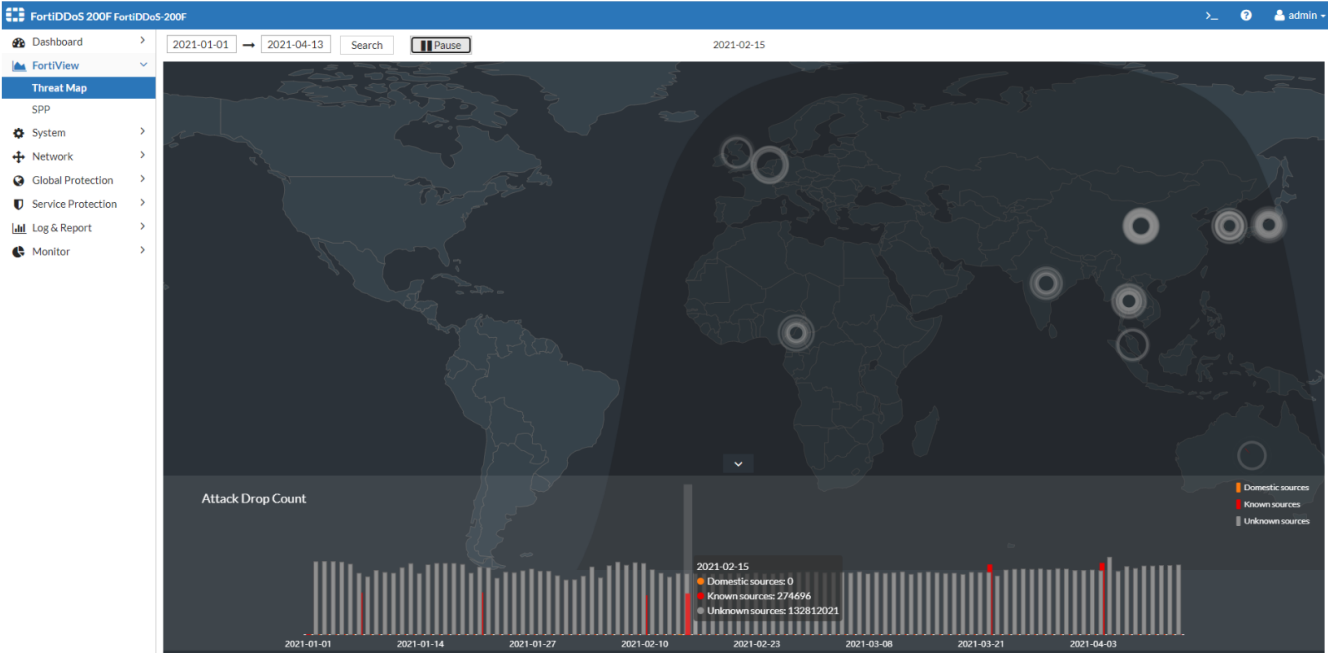 FortiDDoS 200F FortiDDoS-200F
>_ ? admin
Dashboard
FortiView
Threat Map
SPP
System
Network
Global Protection
Service Protection
Log & Report
Monitor
2021-01-01 → 2021-04-13 Search Pause 2021-02-15
Attack Drop Count
Domestic sources
Known sources
Unknown sources
2021-02-15
Domestic sources: 0
Known sources: 274696
Unknown sources: 132812021
2021-01-01 2021-01-14 2021-01-27 2021-02-10 2021-02-23 2021-03-08 2021-03-21 2021-04-03